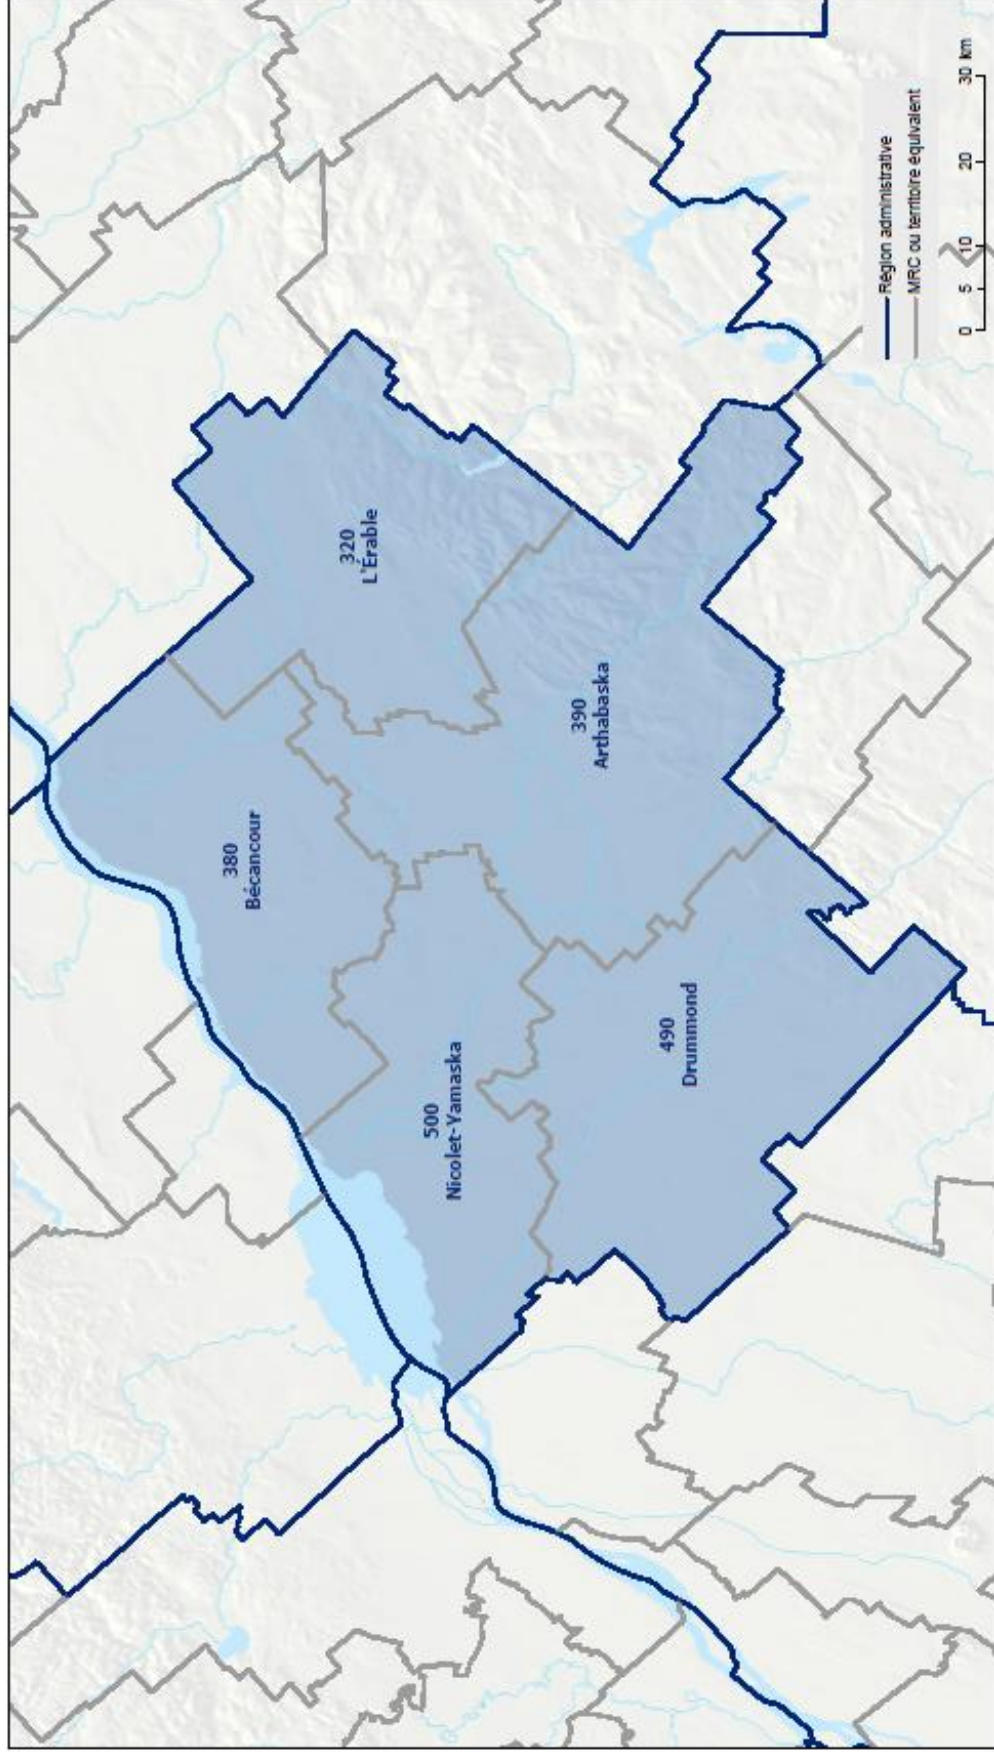 380
Bécancour
320
L'Érable
500
Nicolet-Yamaska
390
Arthabaska
490
Drummond
Région administrative
MRC ou territoire équivalent
0 5 10 20 30 km